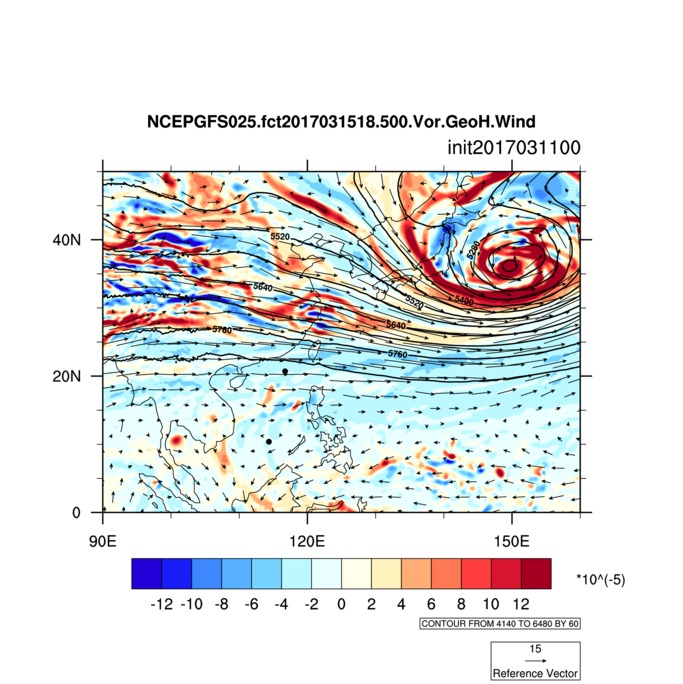 NCEPGFS025.fct2017031518.500.Vor.GeoH.Wind
init2017031100
40N
20N
0
5520
5640
5760
5280
5400
5520
5640
5760
90E 120E 150E
-12 -10 -8 -6 -4 -2 0 2 4 6 8 10 12
*10^(-5)
CONTOUR FROM 4140 TO 6480 BY 60
15
Reference Vector